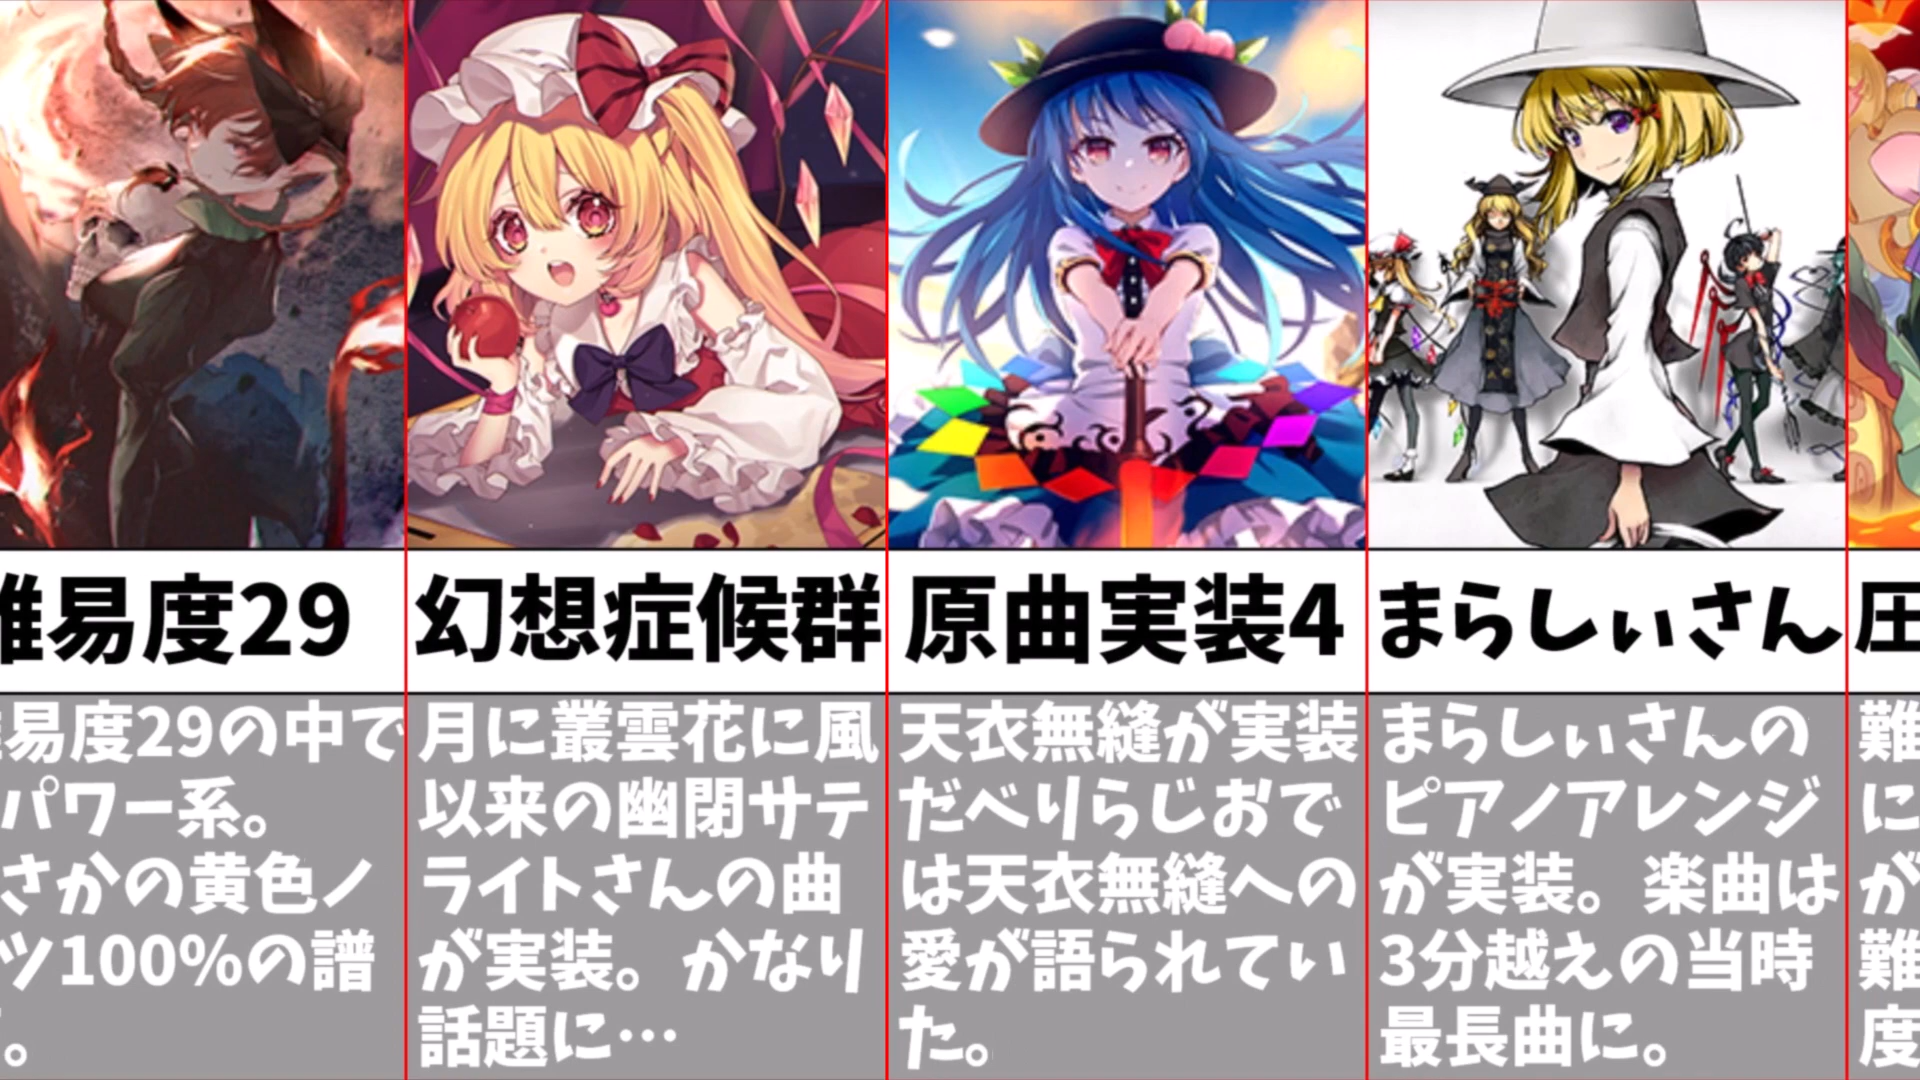 難易度29
易度29の中で
パワー系。
さかの黄色ノ
ツ100%の譜
。
幻想症候群
月に叢雲花に風
以来の幽閉サテ
ライトさんの曲
が実装。かなり
話題に…
原曲実装4
天衣無縫が実装
だべりらじおで
は天衣無縫への
愛が語られてい
た。
まらしぃさん
まらしぃさんの
ピアノアレンジ
が実装。楽曲は
3分越えの当時
最長曲に。
圧
難
に
が
難
度